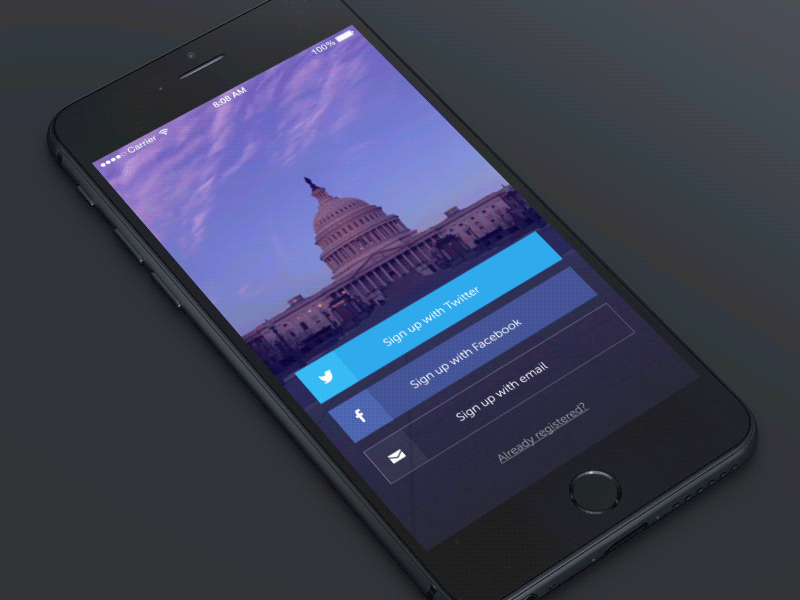 Carrier
6:08 AM
100%
Sign up with Twitter
Sign up with Facebook
Sign up with email
Already registered?